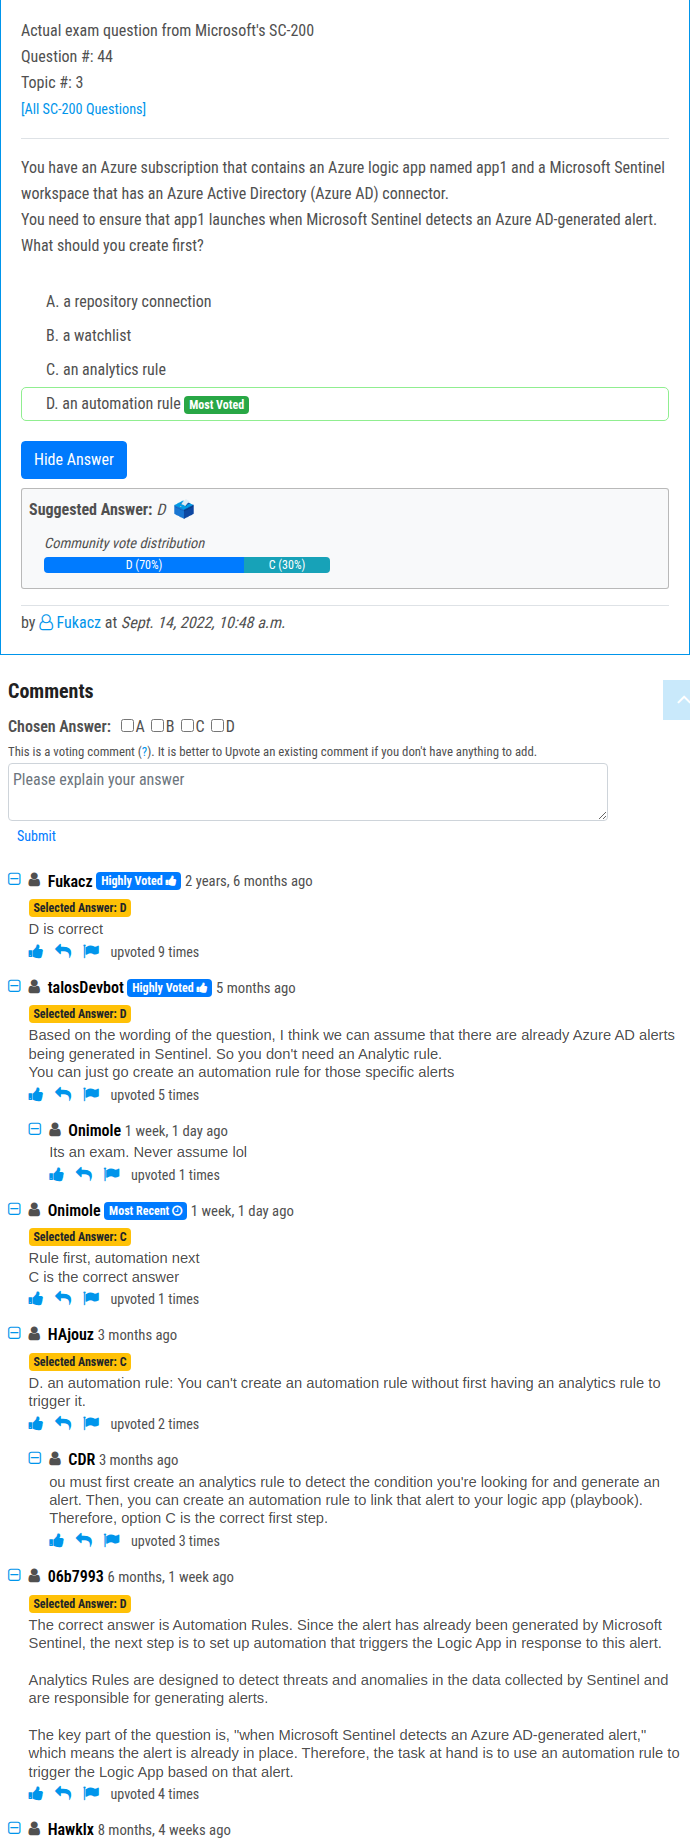 Actual exam question from Microsoft's SC-200
Question #: 44
Topic #: 3
[All SC-200 Questions]
You have an Azure subscription that contains an Azure logic app named app1 and a Microsoft Sentinel
workspace that has an Azure Active Directory (Azure AD) connector.
You need to ensure that app1 launches when Microsoft Sentinel detects an Azure AD-generated alert.
What should you create first?
A. a repository connection
B. a watchlist
C. an analytics rule
D. an automation rule Most Voted
Hide Answer
Suggested Answer: D
Community vote distribution
D (70%) C (30%)
by Fukacz at Sept. 14, 2022, 10:48 a.m.
Comments
Chosen Answer: A B C D
This is a voting comment (?). It is better to Upvote an existing comment if you don't have anything to add.
Please explain your answer
Submit
Fukacz Highly Voted 2 years, 6 months ago
Selected Answer: D
D is correct
upvoted 9 times
talosDevbot Highly Voted 5 months ago
Selected Answer: D
Based on the wording of the question, I think we can assume that there are already Azure AD alerts
being generated in Sentinel. So you don't need an Analytic rule.
You can just go create an automation rule for those specific alerts
upvoted 5 times
Onimole 1 week, 1 day ago
Its an exam. Never assume lol
upvoted 1 times
Onimole Most Recent 1 week, 1 day ago
Selected Answer: C
Rule first, automation next
C is the correct answer
upvoted 1 times
HAjouz 3 months ago
Selected Answer: C
D. an automation rule: You can't create an automation rule without first having an analytics rule to
trigger it.
upvoted 2 times
CDR 3 months ago
ou must first create an analytics rule to detect the condition you're looking for and generate an
alert. Then, you can create an automation rule to link that alert to your logic app (playbook).
Therefore, option C is the correct first step.
upvoted 3 times
06b7993 6 months, 1 week ago
Selected Answer: D
The correct answer is Automation Rules. Since the alert has already been generated by Microsoft
Sentinel, the next step is to set up automation that triggers the Logic App in response to this alert.
Analytics Rules are designed to detect threats and anomalies in the data collected by Sentinel and
are responsible for generating alerts.
The key part of the question is, "when Microsoft Sentinel detects an Azure AD-generated alert,"
which means the alert is already in place. Therefore, the task at hand is to use an automation rule to
trigger the Logic App based on that alert.
upvoted 4 times
Hawklx 8 months, 4 weeks ago